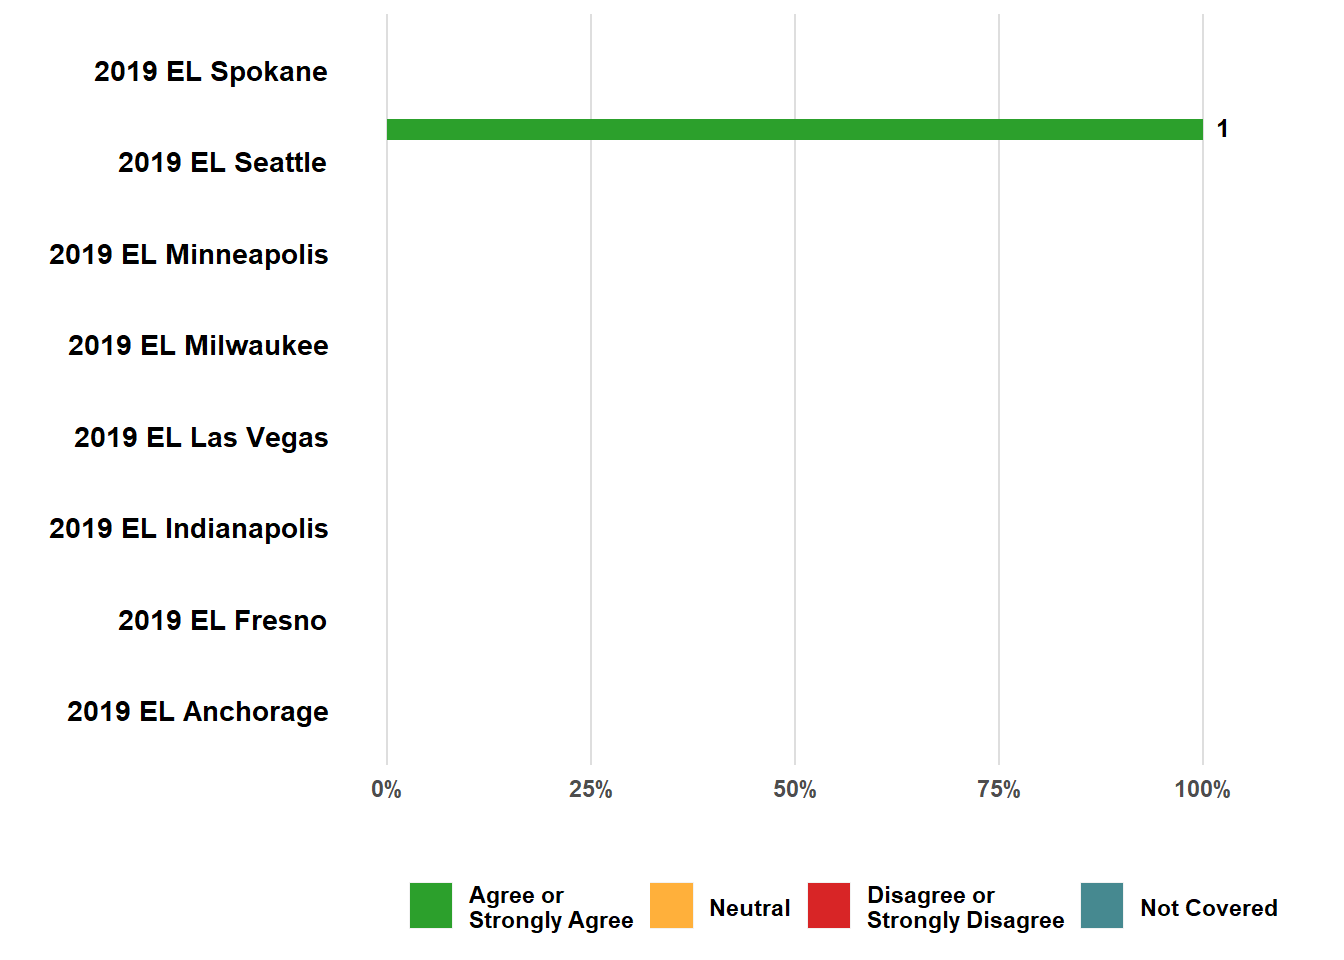 2019 EL Spokane
1
2019 EL Seattle
2019 EL Minneapolis
2019 EL Milwaukee
2019 EL Las Vegas
2019 EL Indianapolis
2019 EL Fresno
2019 EL Anchorage
0% 25% 50% 75% 100%
Agree or
Strongly Agree
Neutral
Disagree or
Strongly Disagree
Not Covered